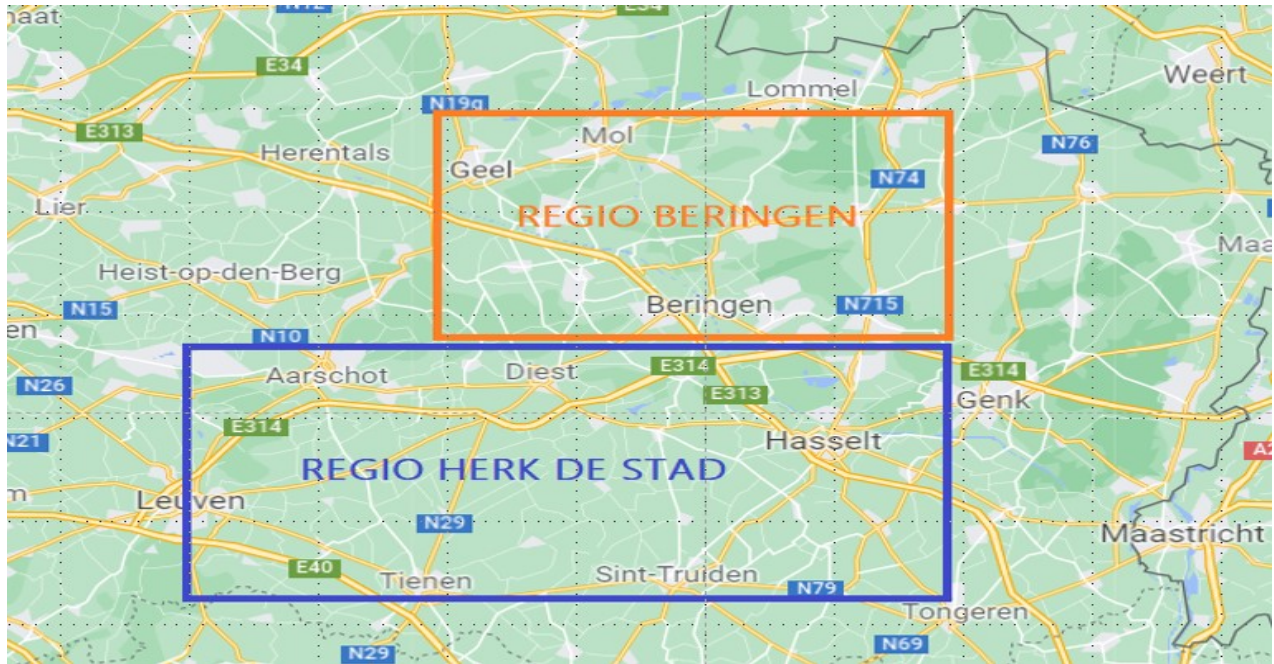 naat
N12
E34
E34
Weert
Lommel
N19g
E313
Mol
N76
Herentals
Geel
N74
Lier
REGIO BERINGEN
Maa
Heist-op-den-Berg
Beringen
N715
N15
en
N10
Diest
E314
E314
Aarschot
N26
E313
Genk
E314
N21
Hasselt
A2
REGIO HERK DE STAD
m
Leuven
N29
Maastricht
E40
Tienen
Sint-Truiden
N79
Tongeren
N69
N29